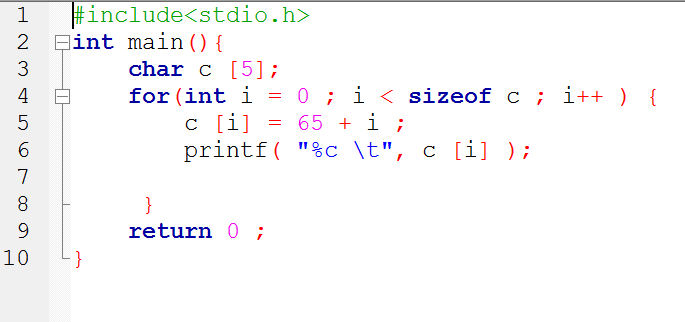 1 #include<stdio.h>
2 int main(){
3     char c [5];
4     for(int i = 0 ; i < sizeof c ; i++ ) {
5         c [i] = 65 + i ;
6         printf( "%c \t", c [i] );
7
8      }
9     return 0 ;
10 }